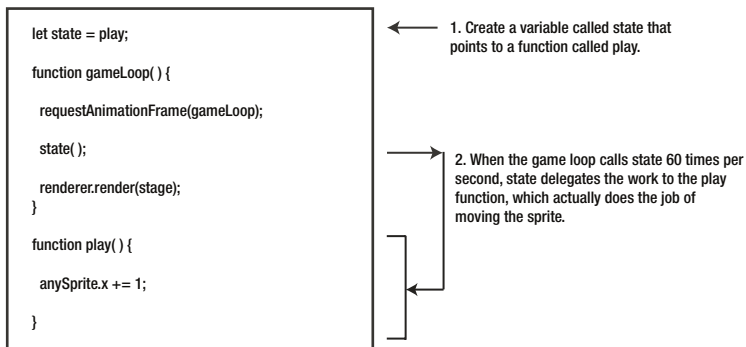 let state = play;
function gameLoop( ) {
requestAnimationFrame(gameLoop);
state( );
renderer.render(stage);
}
function play( ) {
anySprite.x += 1;
}
1. Create a variable called state that
points to a function called play.
2. When the game loop calls state 60 times per
second, state delegates the work to the play
function, which actually does the job of
moving the sprite.